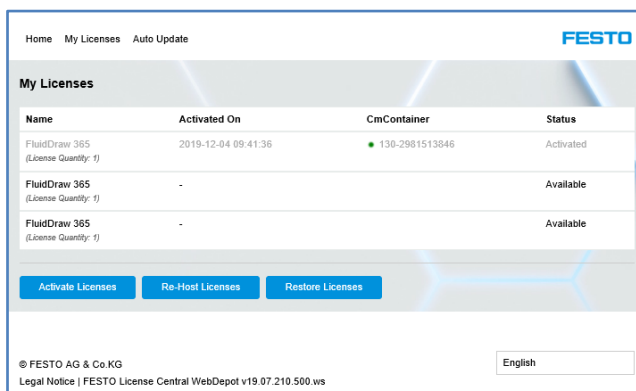 Home My Licenses Auto Update FESTO
My Licenses
Name Activated On CmContainer Status
FluidDraw 365 2019-12-04 09:41:36 130-2981513846 Activated
(License Quantity: 1)
FluidDraw 365 - Available
(License Quantity: 1)
FluidDraw 365 - Available
(License Quantity: 1)
Activate Licenses Re-Host Licenses Restore Licenses
© FESTO AG & Co.KG English
Legal Notice | FESTO License Central WebDepot v19.07.210.500.ws